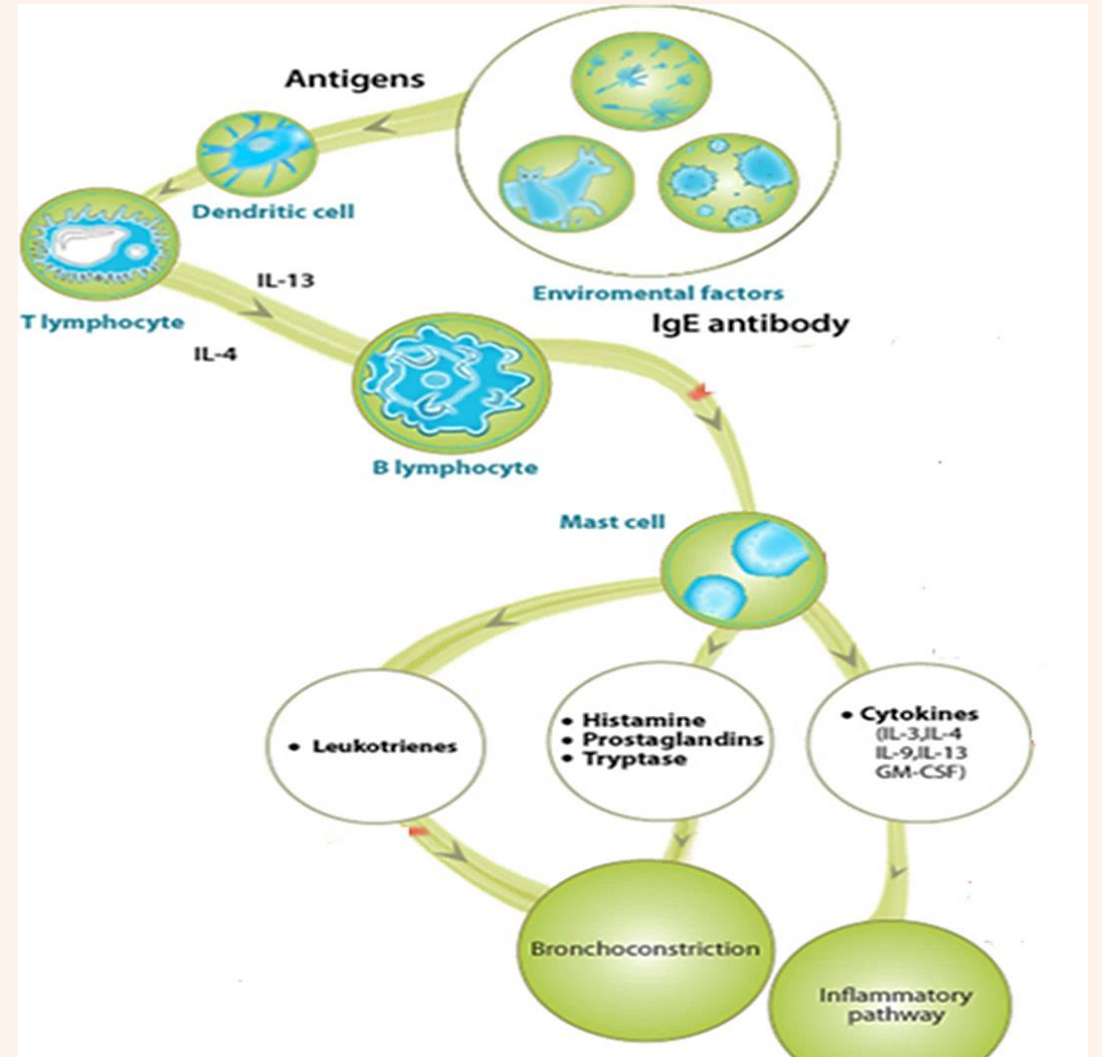 Antigens
Dendritic cell
IL-13
Enviromental factors
T lymphocyte
IgE antibody
IL-4
B lymphocyte
Mast cell
• Leukotrienes
• Histamine
• Prostaglandins
• Tryptase
• Cytokines
(IL-3,IL-4
IL-9,IL-13
GM-CSF)
Bronchoconstriction
Inflammatory
pathway